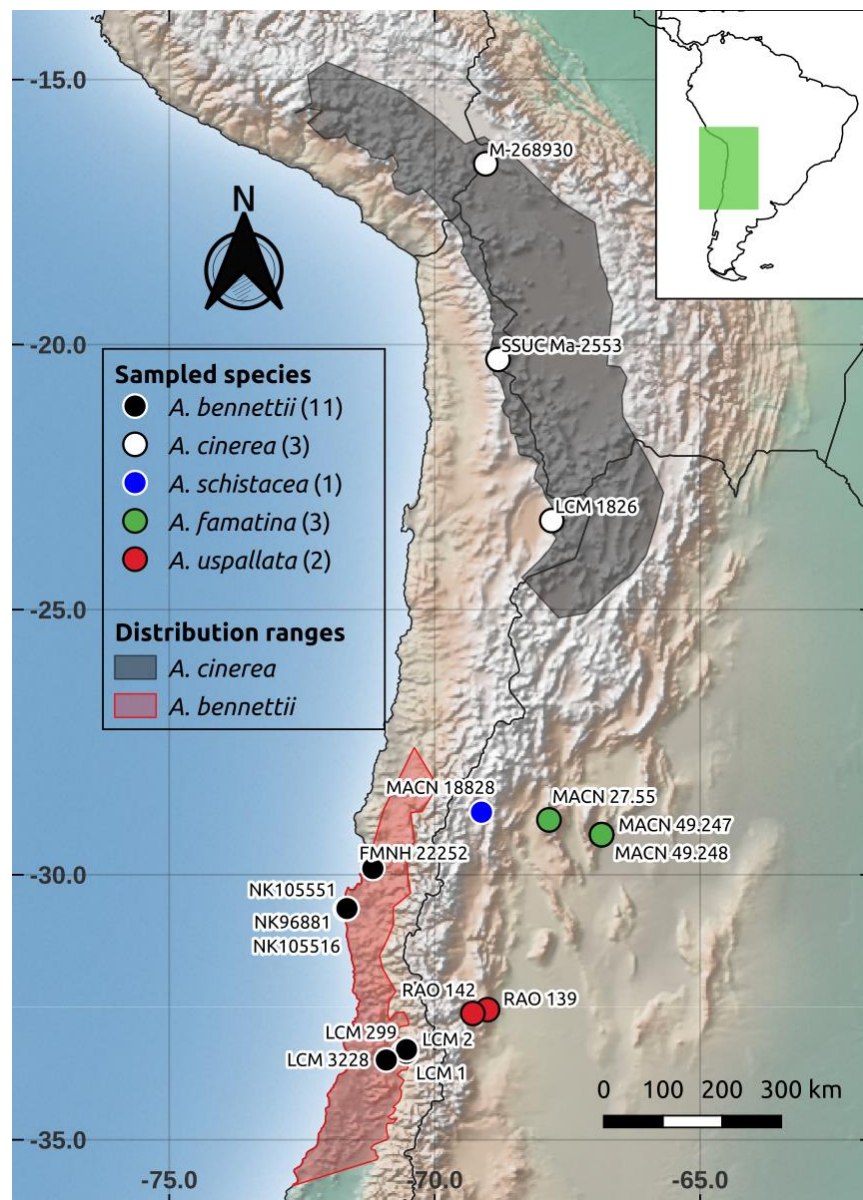 -15.0
M-268930
N
-20.0
SSUC Ma-2553
Sampled species
A. bennettii (11)
A. cinerea (3)
A. schistacea (1)
A. famatina (3)
A. uspallata (2)
LCM 1826
-25.0
Distribution ranges
A. cinerea
A. bennettii
MACN 18828
MACN 27.55
MACN 49.247
FMNH 22252
MACN 49.248
-30.0
NK105551
NK96881
NK105516
RAO 142
RAO 139
LCM 299
LCM 2
LCM 3228
LCM 1
0 100 200 300 km
-35.0
-75.0 -70.0 -65.0